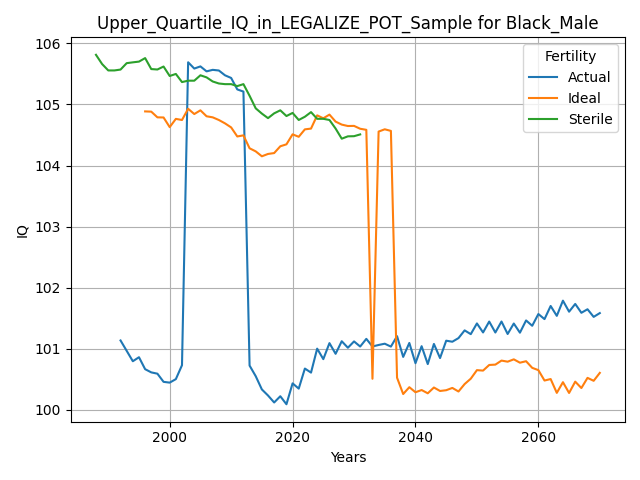 Upper_Quartile_IQ_in_LEGALIZE_POT_Sample for Black_Male
Fertility
Actual
Ideal
Sterile
106
105
104
103
102
101
100
IQ
2000
2020
2040
2060
Years